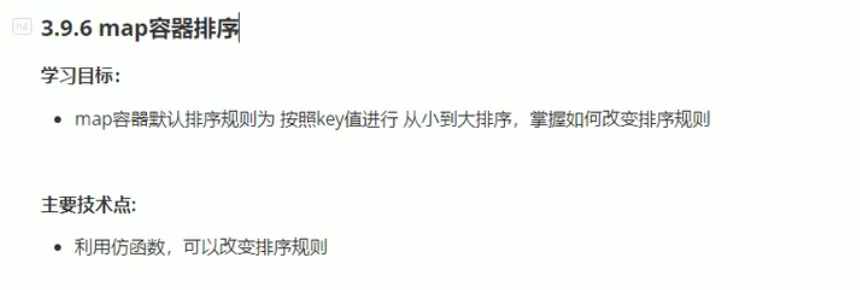 h4
3.9.6 map容器排序
学习目标：
map容器默认排序规则为 按照key值进行 从小到大排序，掌握如何改变排序规则
主要技术点:
利用仿函数，可以改变排序规则